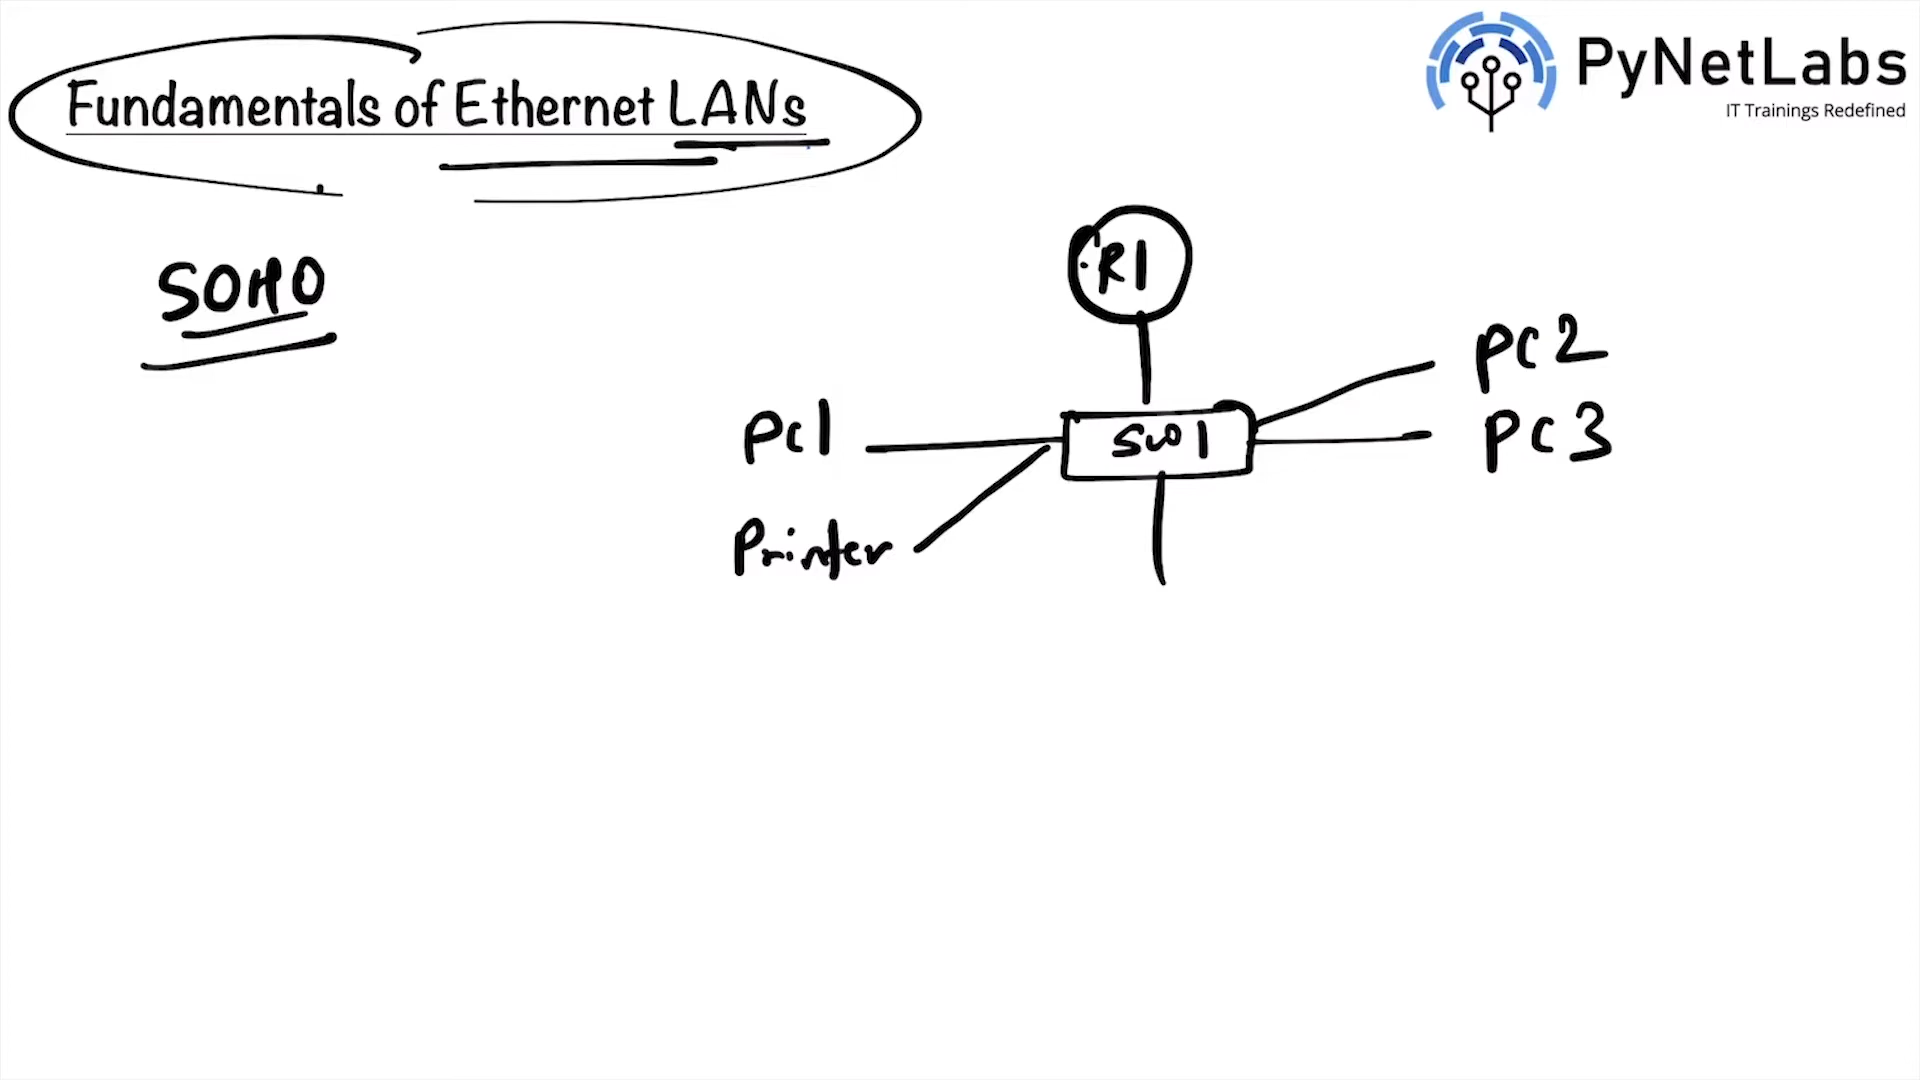 Fundamentals of Ethernet LANs
PyNetLabs
IT Trainings Redefined
SOHO
R1
PC2
PC1
SW1
PC3
Printer